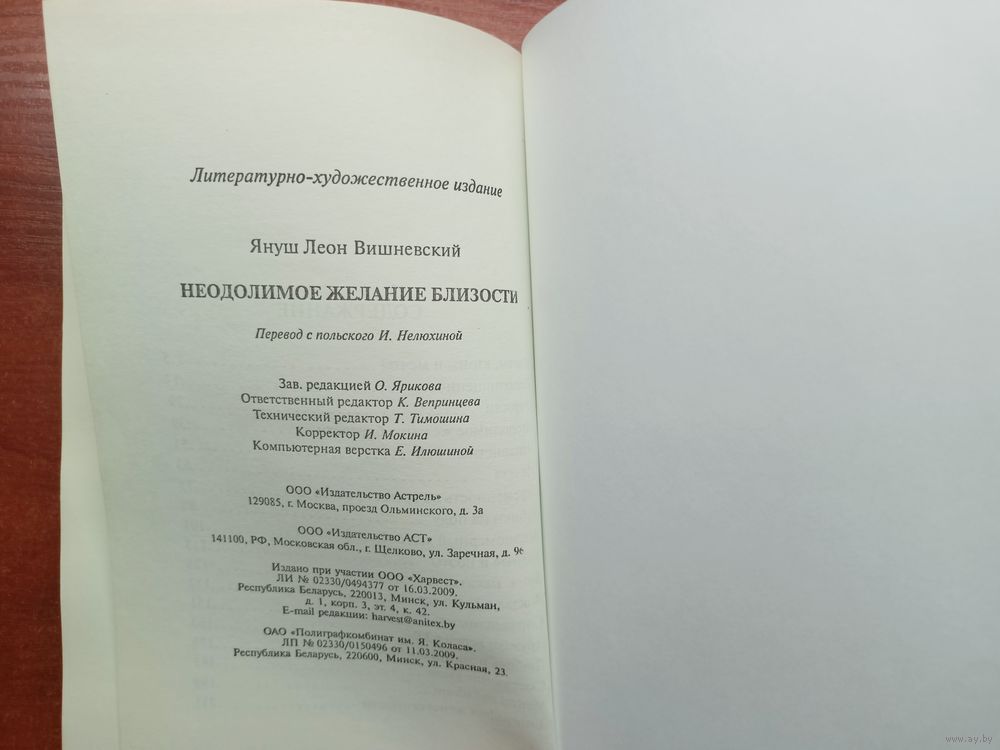 Литературно-художественное издание
Януш Леон Вишневский
НЕОДОЛИМОЕ ЖЕЛАНИЕ БЛИЗОСТИ
Перевод с польского И. Нелюхиной
Зав. редакцией О. Ярикова
Ответственный редактор К. Вепринцева
Технический редактор Т. Тимошина
Корректор И. Мокина
Компьютерная верстка Е. Илюшиной
ООО «Издательство Астрель»
129085, г. Москва, проезд Ольминского, д. 3а
ООО «Издательство АСТ»
141100, РФ, Московская обл., г. Щелково, ул. Заречная, д. 96
Издано при участии ООО «Харвест».
ЛИ № 02330/0494377 от 16.03.2009.
Республика Беларусь, 220013, Минск, ул. Кульман,
д. 1, корп. 3, эт. 4, к. 42.
E-mail редакции: harvest@anitex.by
ОАО «Полиграфкомбинат им. Я. Коласа».
ЛП № 02330/0150496 от 11.03.2009.
Республика Беларусь, 220600, Минск, ул. Красная, 23.
www.ay.by